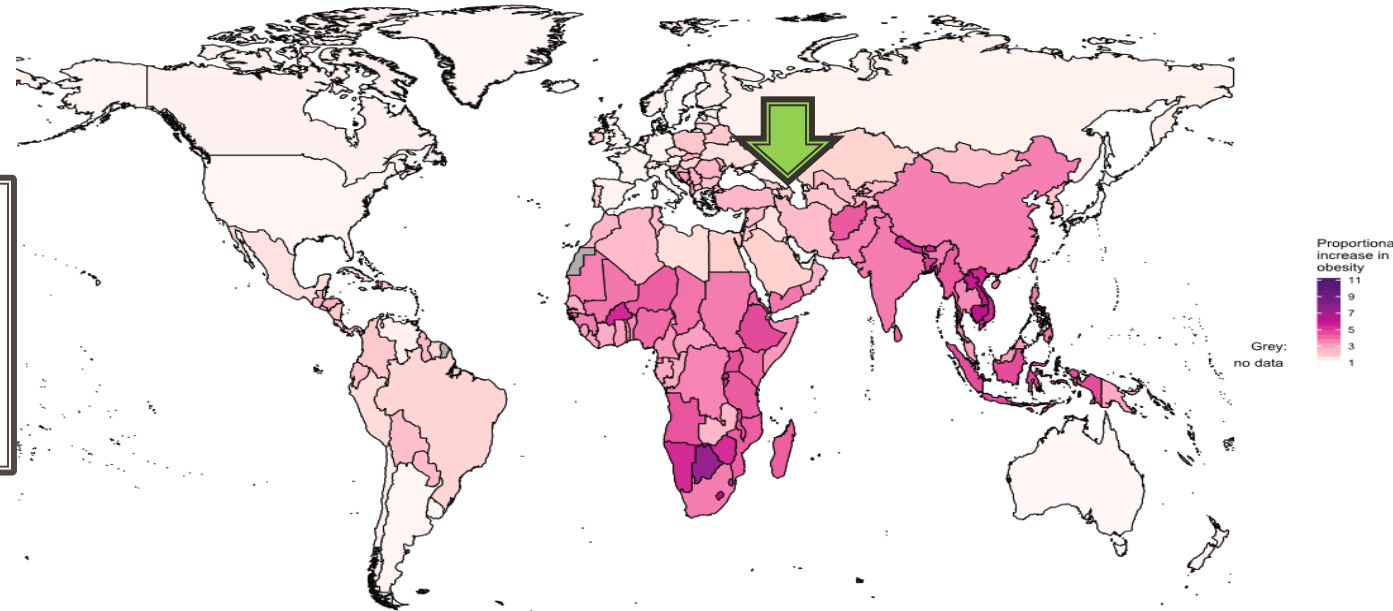 Proportiona
increase in
obesity
11
9
7
5
3
1
Grey:
no data